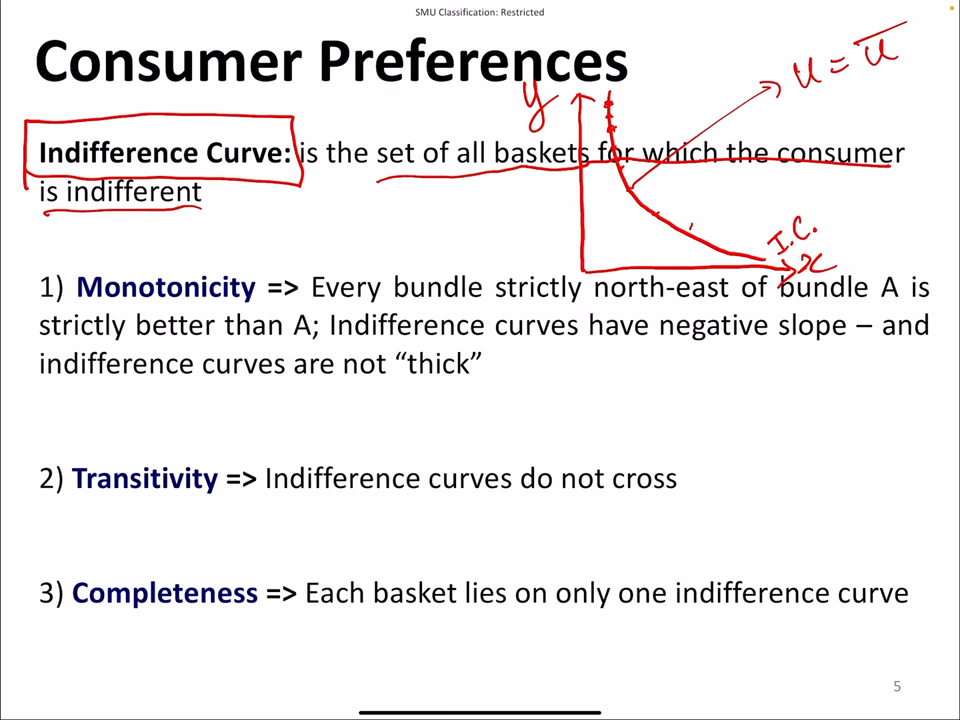 SMU Classification: Restricted
Consumer Preferences
u = u̅
y
Indifference Curve: is the set of all baskets for which the consumer
is indifferent
I.C.
x
1) Monotonicity => Every bundle strictly north-east of bundle A is
strictly better than A; Indifference curves have negative slope – and
indifference curves are not “thick”
2) Transitivity => Indifference curves do not cross
3) Completeness => Each basket lies on only one indifference curve
5